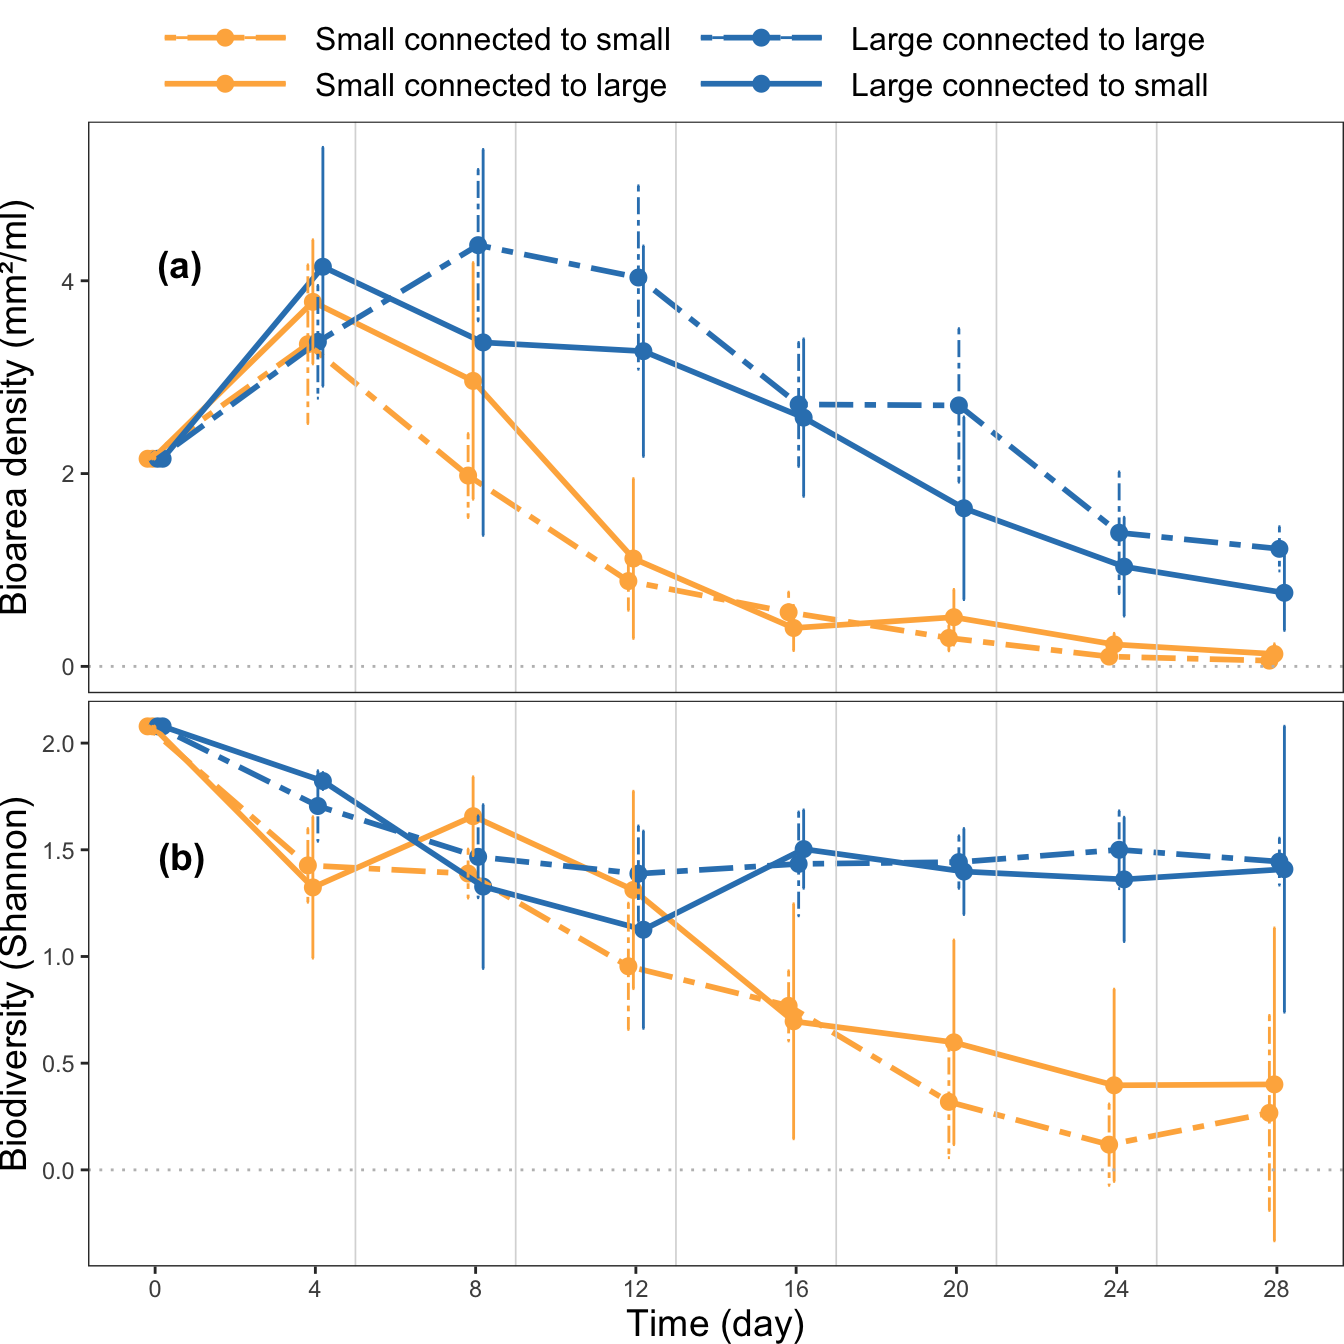 Small connected to small
Large connected to large
Small connected to large
Large connected to small
Bioarea density (mm²/ml)
(a)
4
2
0
Biodiversity (Shannon)
(b)
2.0
1.5
1.0
0.5
0.0
0 4 8 12 16 20 24 28
Time (day)